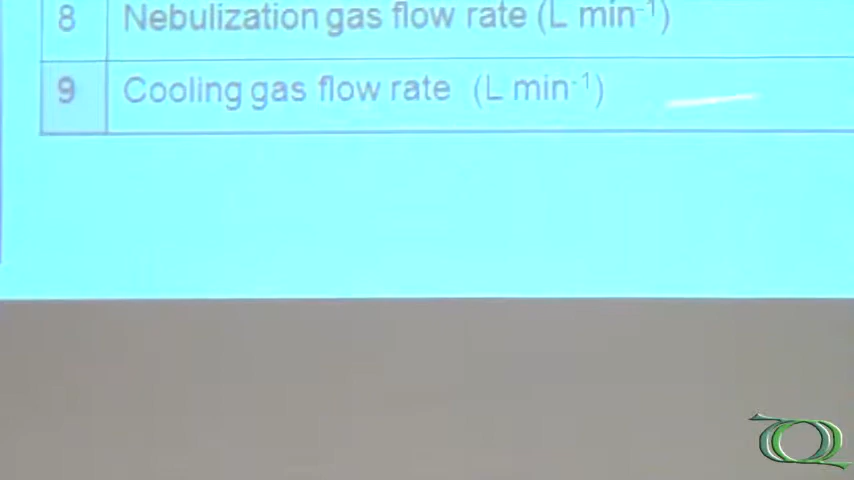 8 Nebulization gas flow rate (L min⁻¹)
9 Cooling gas flow rate (L min⁻¹)